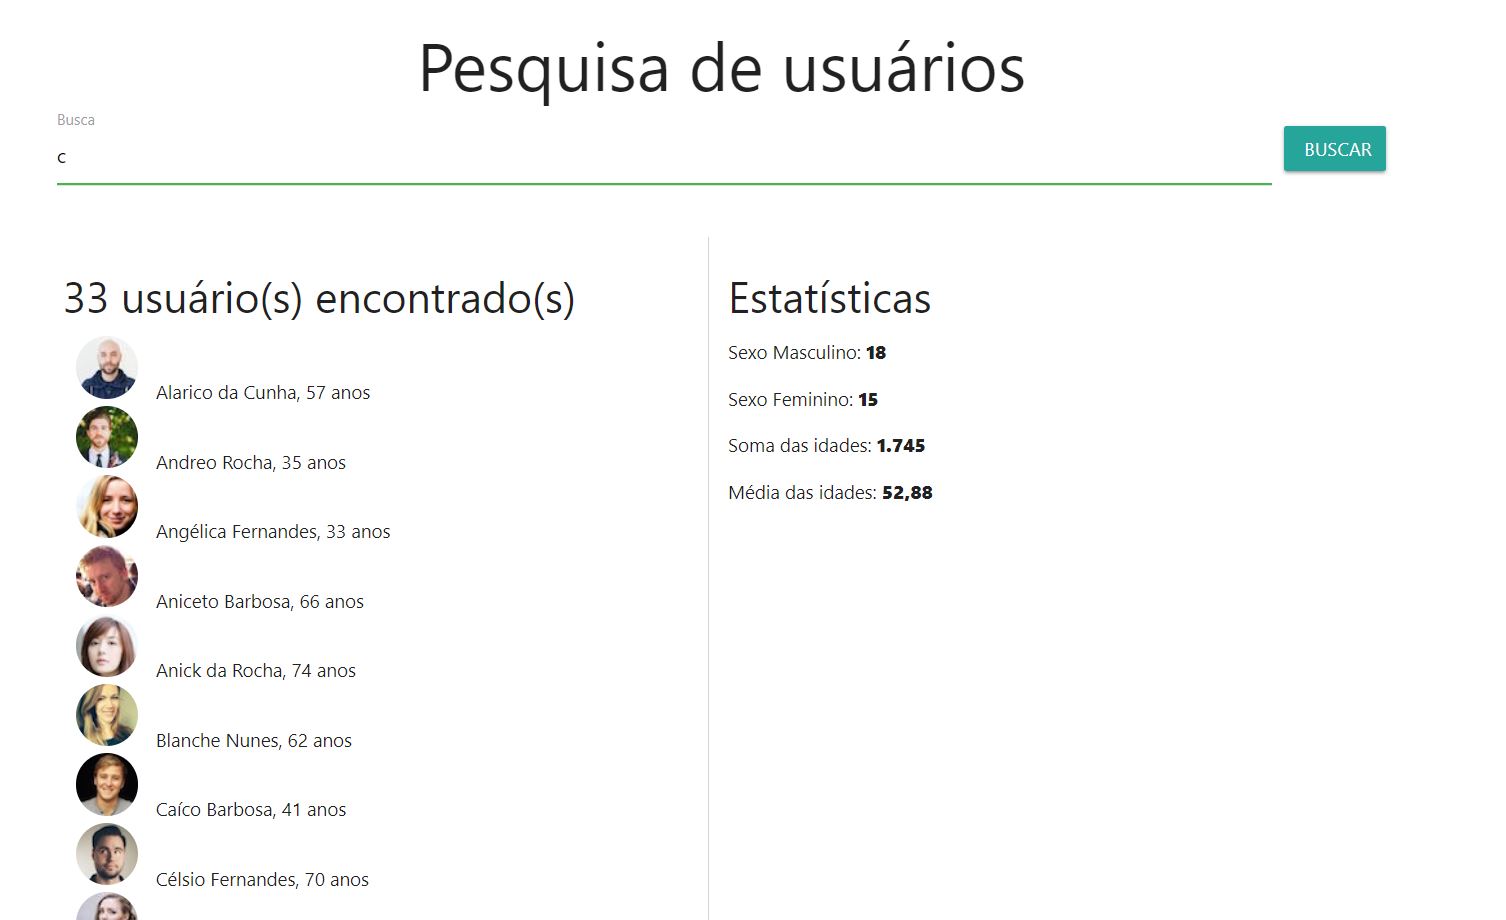 Pesquisa de usuários
Busca
c
BUSCAR
33 usuário(s) encontrado(s)
Alarico da Cunha, 57 anos
Andreo Rocha, 35 anos
Angélica Fernandes, 33 anos
Aniceto Barbosa, 66 anos
Anick da Rocha, 74 anos
Blanche Nunes, 62 anos
Caíco Barbosa, 41 anos
Célsio Fernandes, 70 anos
Estatísticas
Sexo Masculino: 18
Sexo Feminino: 15
Soma das idades: 1.745
Média das idades: 52,88